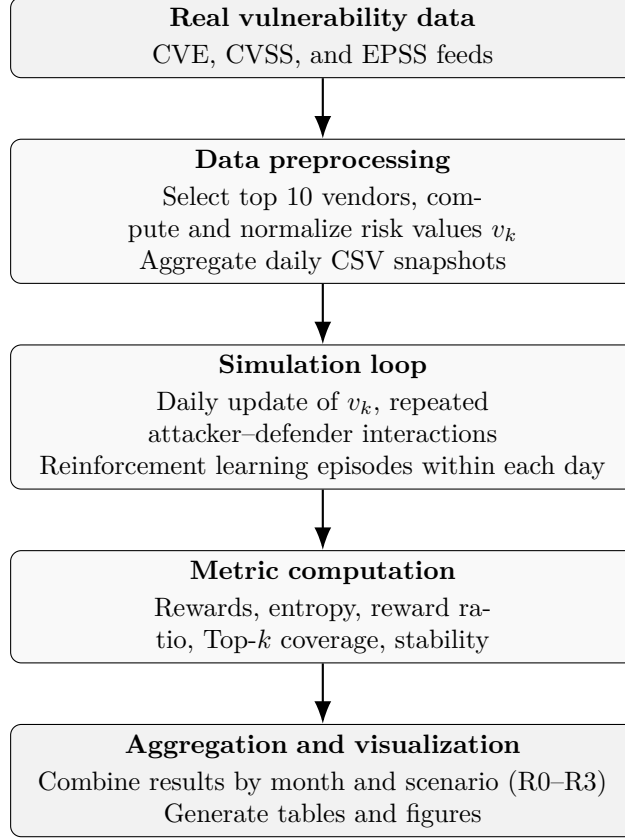 Real vulnerability data
CVE, CVSS, and EPSS feeds
Data preprocessing
Select top 10 vendors, com-
pute and normalize risk values v_k
Aggregate daily CSV snapshots
Simulation loop
Daily update of v_k, repeated
attacker–defender interactions
Reinforcement learning episodes within each day
Metric computation
Rewards, entropy, reward ra-
tio, Top-k coverage, stability
Aggregation and visualization
Combine results by month and scenario (R0–R3)
Generate tables and figures